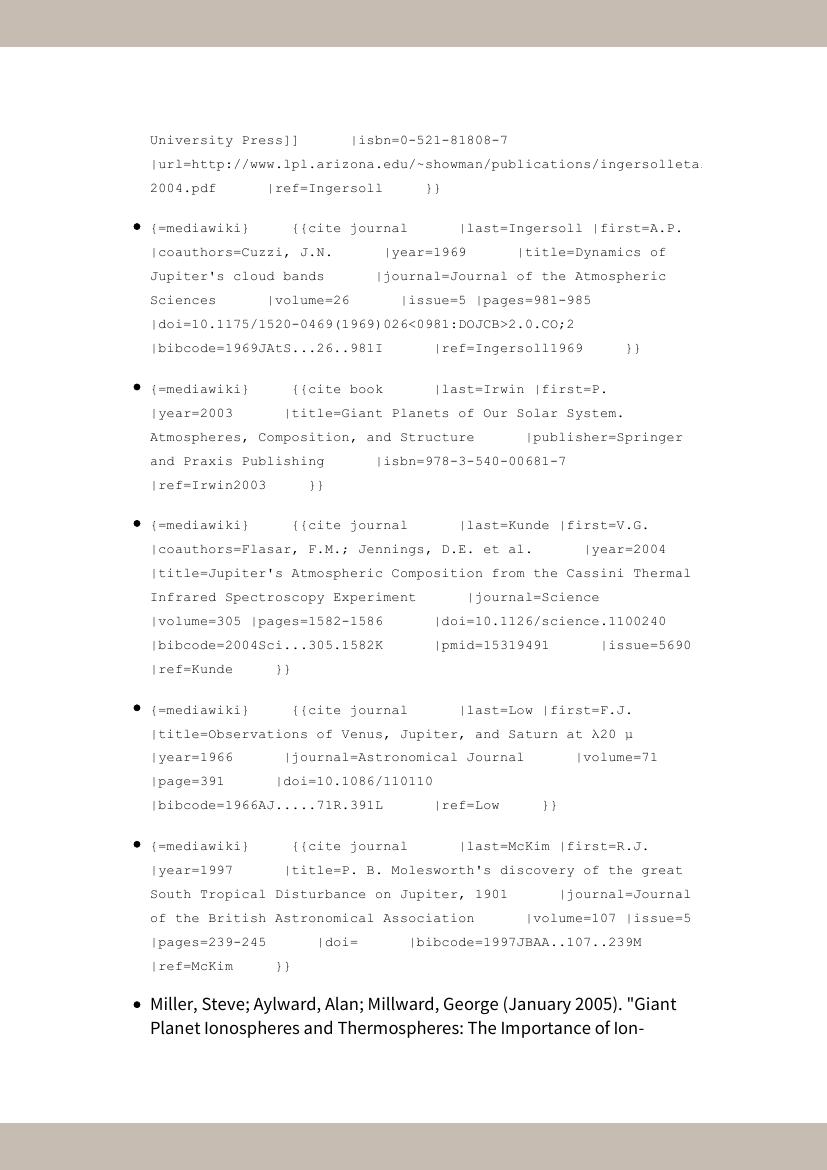 University Press]] |isbn=0-521-81808-7
|url=http://www.lpl.arizona.edu/~showman/publications/ingersolleta
2004.pdf |ref=Ingersoll }}
• {=mediawiki} {{cite journal |last=Ingersoll |first=A.P.
|coauthors=Cuzzi, J.N. |year=1969 |title=Dynamics of
Jupiter's cloud bands |journal=Journal of the Atmospheric
Sciences |volume=26 |issue=5 |pages=981-985
|doi=10.1175/1520-0469(1969)026<0981:DOJCB>2.0.CO;2
|bibcode=1969JAtS...26..981I |ref=Ingersoll1969 }}
• {=mediawiki} {{cite book |last=Irwin |first=P.
|year=2003 |title=Giant Planets of Our Solar System.
Atmospheres, Composition, and Structure |publisher=Springer
and Praxis Publishing |isbn=978-3-540-00681-7
|ref=Irwin2003 }}
• {=mediawiki} {{cite journal |last=Kunde |first=V.G.
|coauthors=Flasar, F.M.; Jennings, D.E. et al. |year=2004
|title=Jupiter's Atmospheric Composition from the Cassini Thermal
Infrared Spectroscopy Experiment |journal=Science
|volume=305 |pages=1582-1586 |doi=10.1126/science.1100240
|bibcode=2004Sci...305.1582K |pmid=15319491 |issue=5690
|ref=Kunde }}
• {=mediawiki} {{cite journal |last=Low |first=F.J.
|title=Observations of Venus, Jupiter, and Saturn at λ20 μ
|year=1966 |journal=Astronomical Journal |volume=71
|page=391 |doi=10.1086/110110
|bibcode=1966AJ.....71R.391L |ref=Low }}
• {=mediawiki} {{cite journal |last=McKim |first=R.J.
|year=1997 |title=P. B. Molesworth's discovery of the great
South Tropical Disturbance on Jupiter, 1901 |journal=Journal
of the British Astronomical Association |volume=107 |issue=5
|pages=239-245 |doi= |bibcode=1997JBAA..107..239M
|ref=McKim }}
• Miller, Steve; Aylward, Alan; Millward, George (January 2005). "Giant
Planet Ionospheres and Thermospheres: The Importance of Ion-